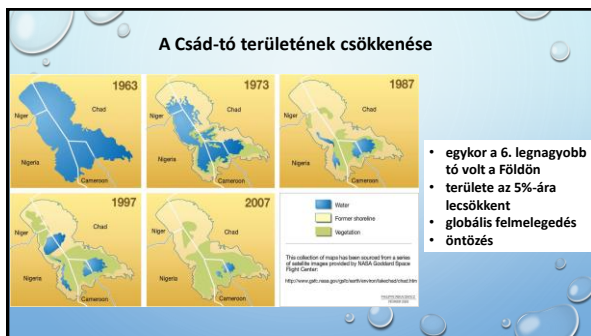 A Csád-tó területének csökkenése
1963
Niger
Chad
Nigeria
Cameroon
1973
Niger
Chad
Nigeria
Cameroon
1987
Niger
Chad
Nigeria
Cameroon
1997
Niger
Chad
Nigeria
Cameroon
2007
Niger
Chad
Nigeria
Cameroon
Water
Former shoreline
Vegetation
This collection of maps has been sourced from a series
of satellite images provided by NASA Goddard Space
Flight Center:
• egykor a 6. legnagyobb
tó volt a Földön
• területe az 5%-ára
lecsökkent
• globális felmelegedés
• öntözés